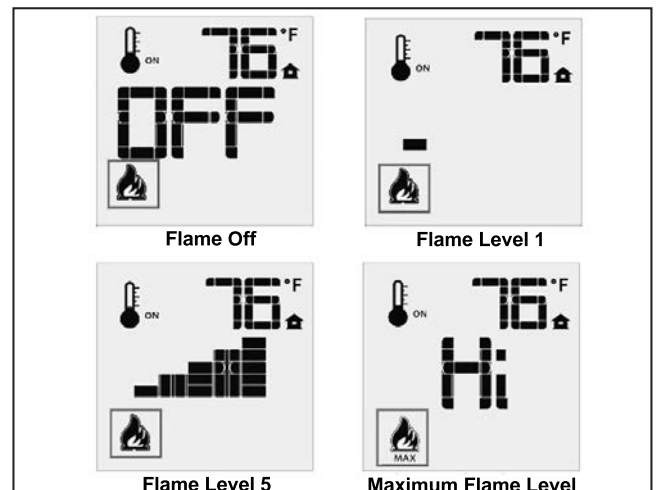 76 °F
ON
OFF
Flame Off
76 °F
ON
Flame Level 1
76 °F
ON
Flame Level 5
76 °F
ON
Hi
MAX
Maximum Flame Level